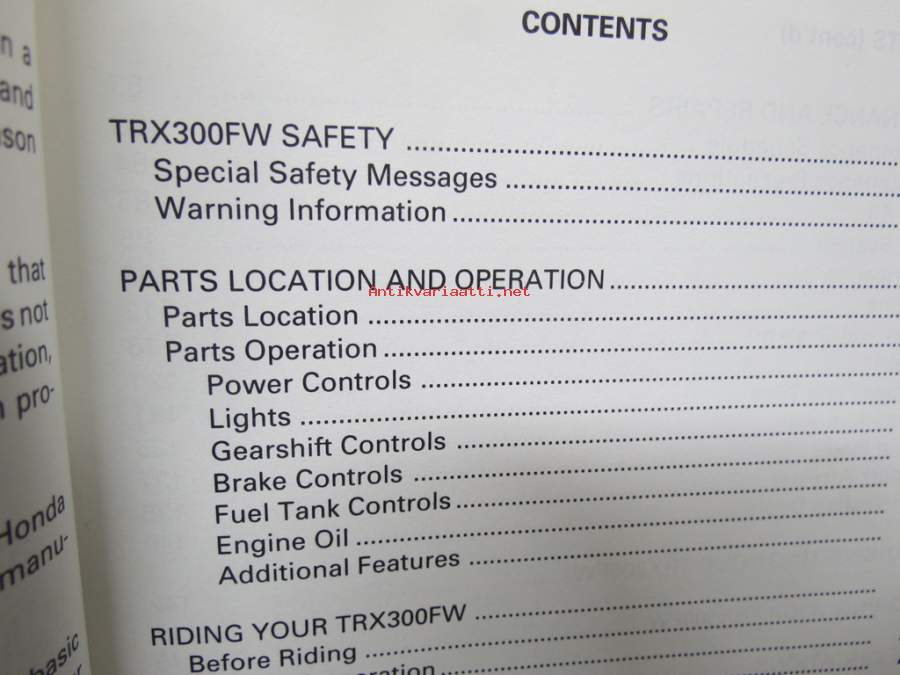 n a
and
son
that
s not
ation,
pro-
Honda
manu-
basic
CONTENTS
TRX300FW SAFETY
Special Safety Messages
Warning Information
PARTS LOCATION AND OPERATION
Antikvariaatti.net
Parts Location
Parts Operation
Power Controls
Lights
Gearshift Controls
Brake Controls
Fuel Tank Controls
Engine Oil
Additional Features
RIDING YOUR TRX300FW
Before Riding